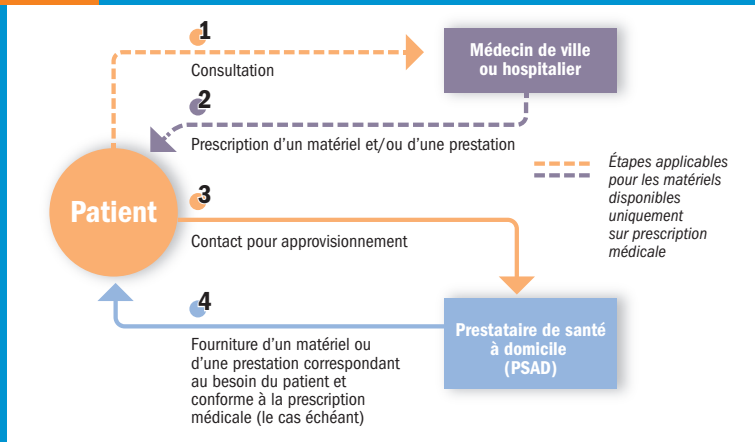 1
Consultation
Médecin de ville
ou hospitalier
2
Prescription d'un matériel et/ou d'une prestation
Étapes applicables
pour les matériels
disponibles
uniquement
sur prescription
médicale
Patient
3
Contact pour approvisionnement
4
Fourniture d'un matériel ou
d'une prestation correspondant
au besoin du patient et
conforme à la prescription
médicale (le cas échéant)
Prestataire de santé
à domicile
(PSAD)